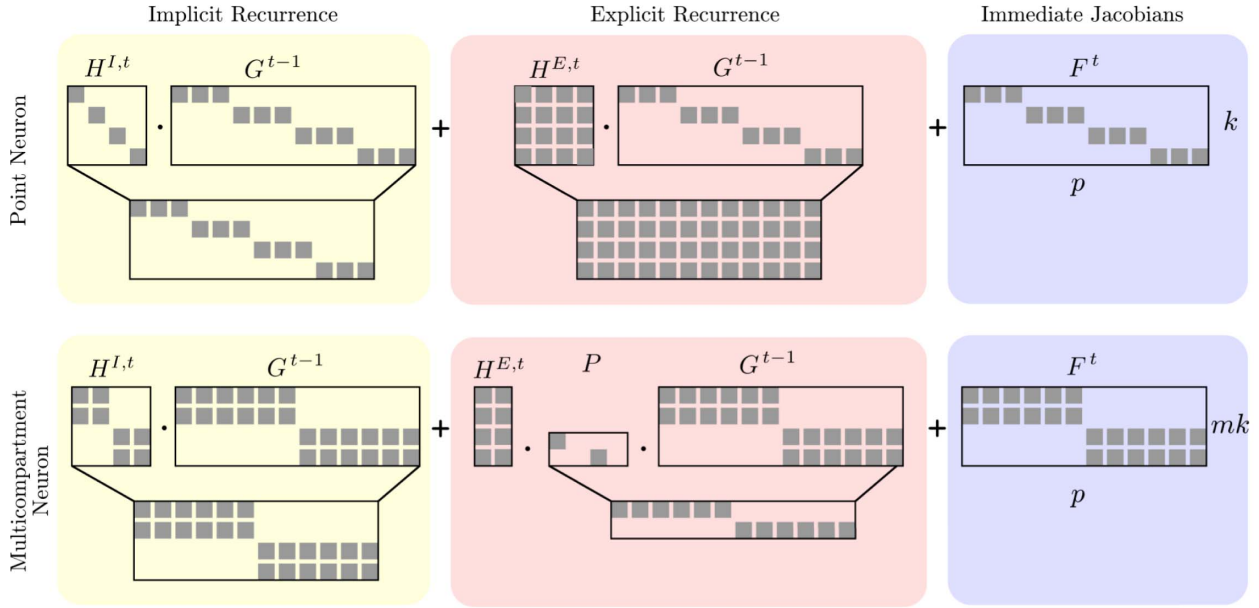 Implicit Recurrence
Explicit Recurrence
Immediate Jacobians
Point Neuron
H^{I,t}
G^{t-1}
·
+
H^{E,t}
G^{t-1}
·
+
F^t
k
p
Multicompartment
Neuron
H^{I,t}
G^{t-1}
·
+
H^{E,t}
P
G^{t-1}
·
·
+
F^t
mk
p